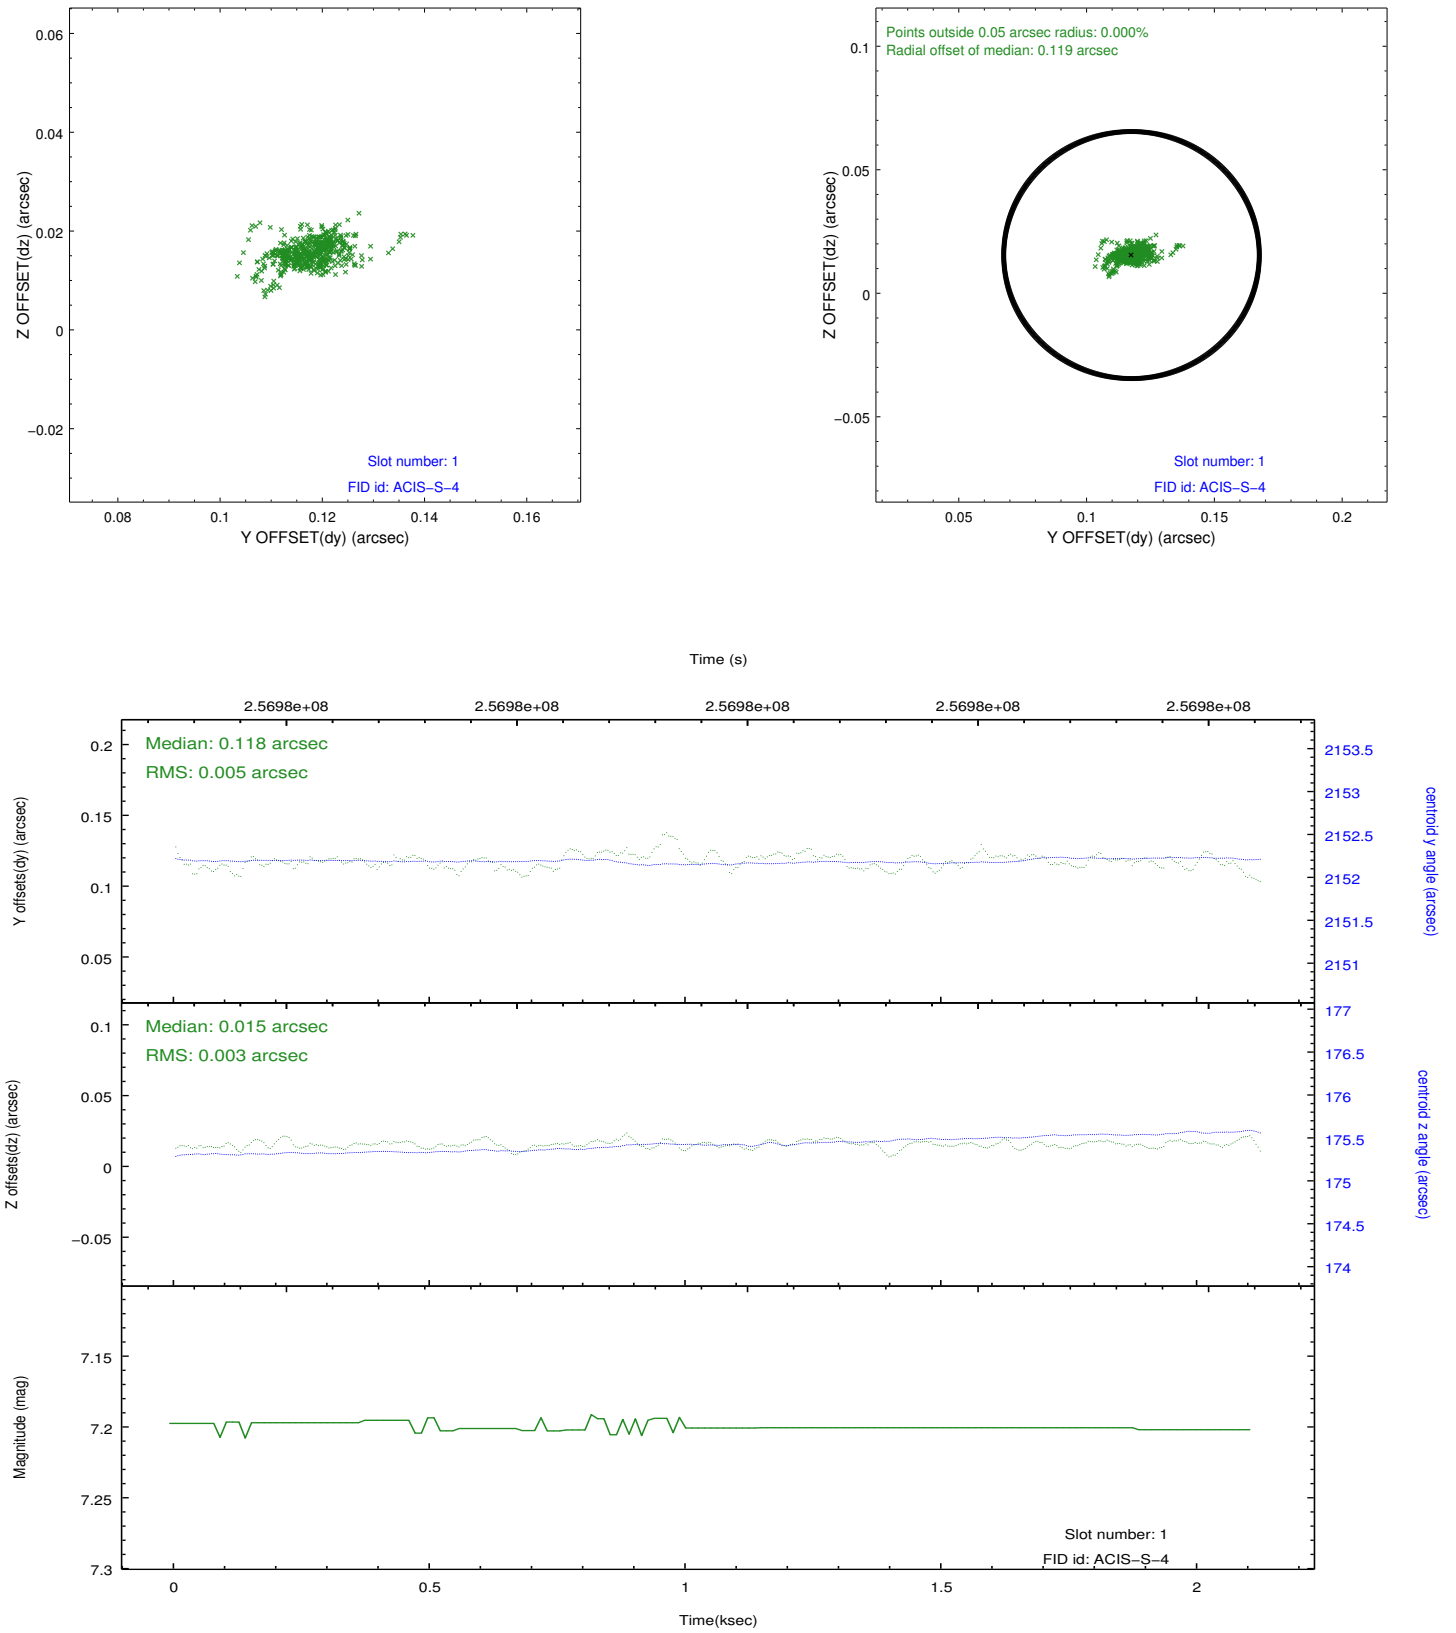 0.06
0.04
0.02
0
−0.02
Z OFFSET(dz) (arcsec)
0.08
0.1
0.12
0.14
0.16
Y OFFSET(dy) (arcsec)
Slot number: 1
FID id: ACIS−S−4
Points outside 0.05 arcsec radius: 0.000%
Radial offset of median: 0.119 arcsec
0.1
0.05
0
−0.05
Z OFFSET(dz) (arcsec)
0.05
0.1
0.15
0.2
Y OFFSET(dy) (arcsec)
Slot number: 1
FID id: ACIS−S−4
Time (s)
2.5698e+08
2.5698e+08
2.5698e+08
2.5698e+08
2.5698e+08
Median: 0.118 arcsec
RMS: 0.005 arcsec
0.2
0.15
0.1
0.05
Y offsets(dy) (arcsec)
2153.5
2153
2152.5
2152
2151.5
2151
centroid y angle (arcsec)
Median: 0.015 arcsec
RMS: 0.003 arcsec
0.1
0.05
0
−0.05
Z offsets(dz) (arcsec)
177
176.5
176
175.5
175
174.5
174
centroid z angle (arcsec)
7.15
7.2
7.25
7.3
Magnitude (mag)
Slot number: 1
FID id: ACIS−S−4
0
0.5
1
1.5
2
Time(ksec)